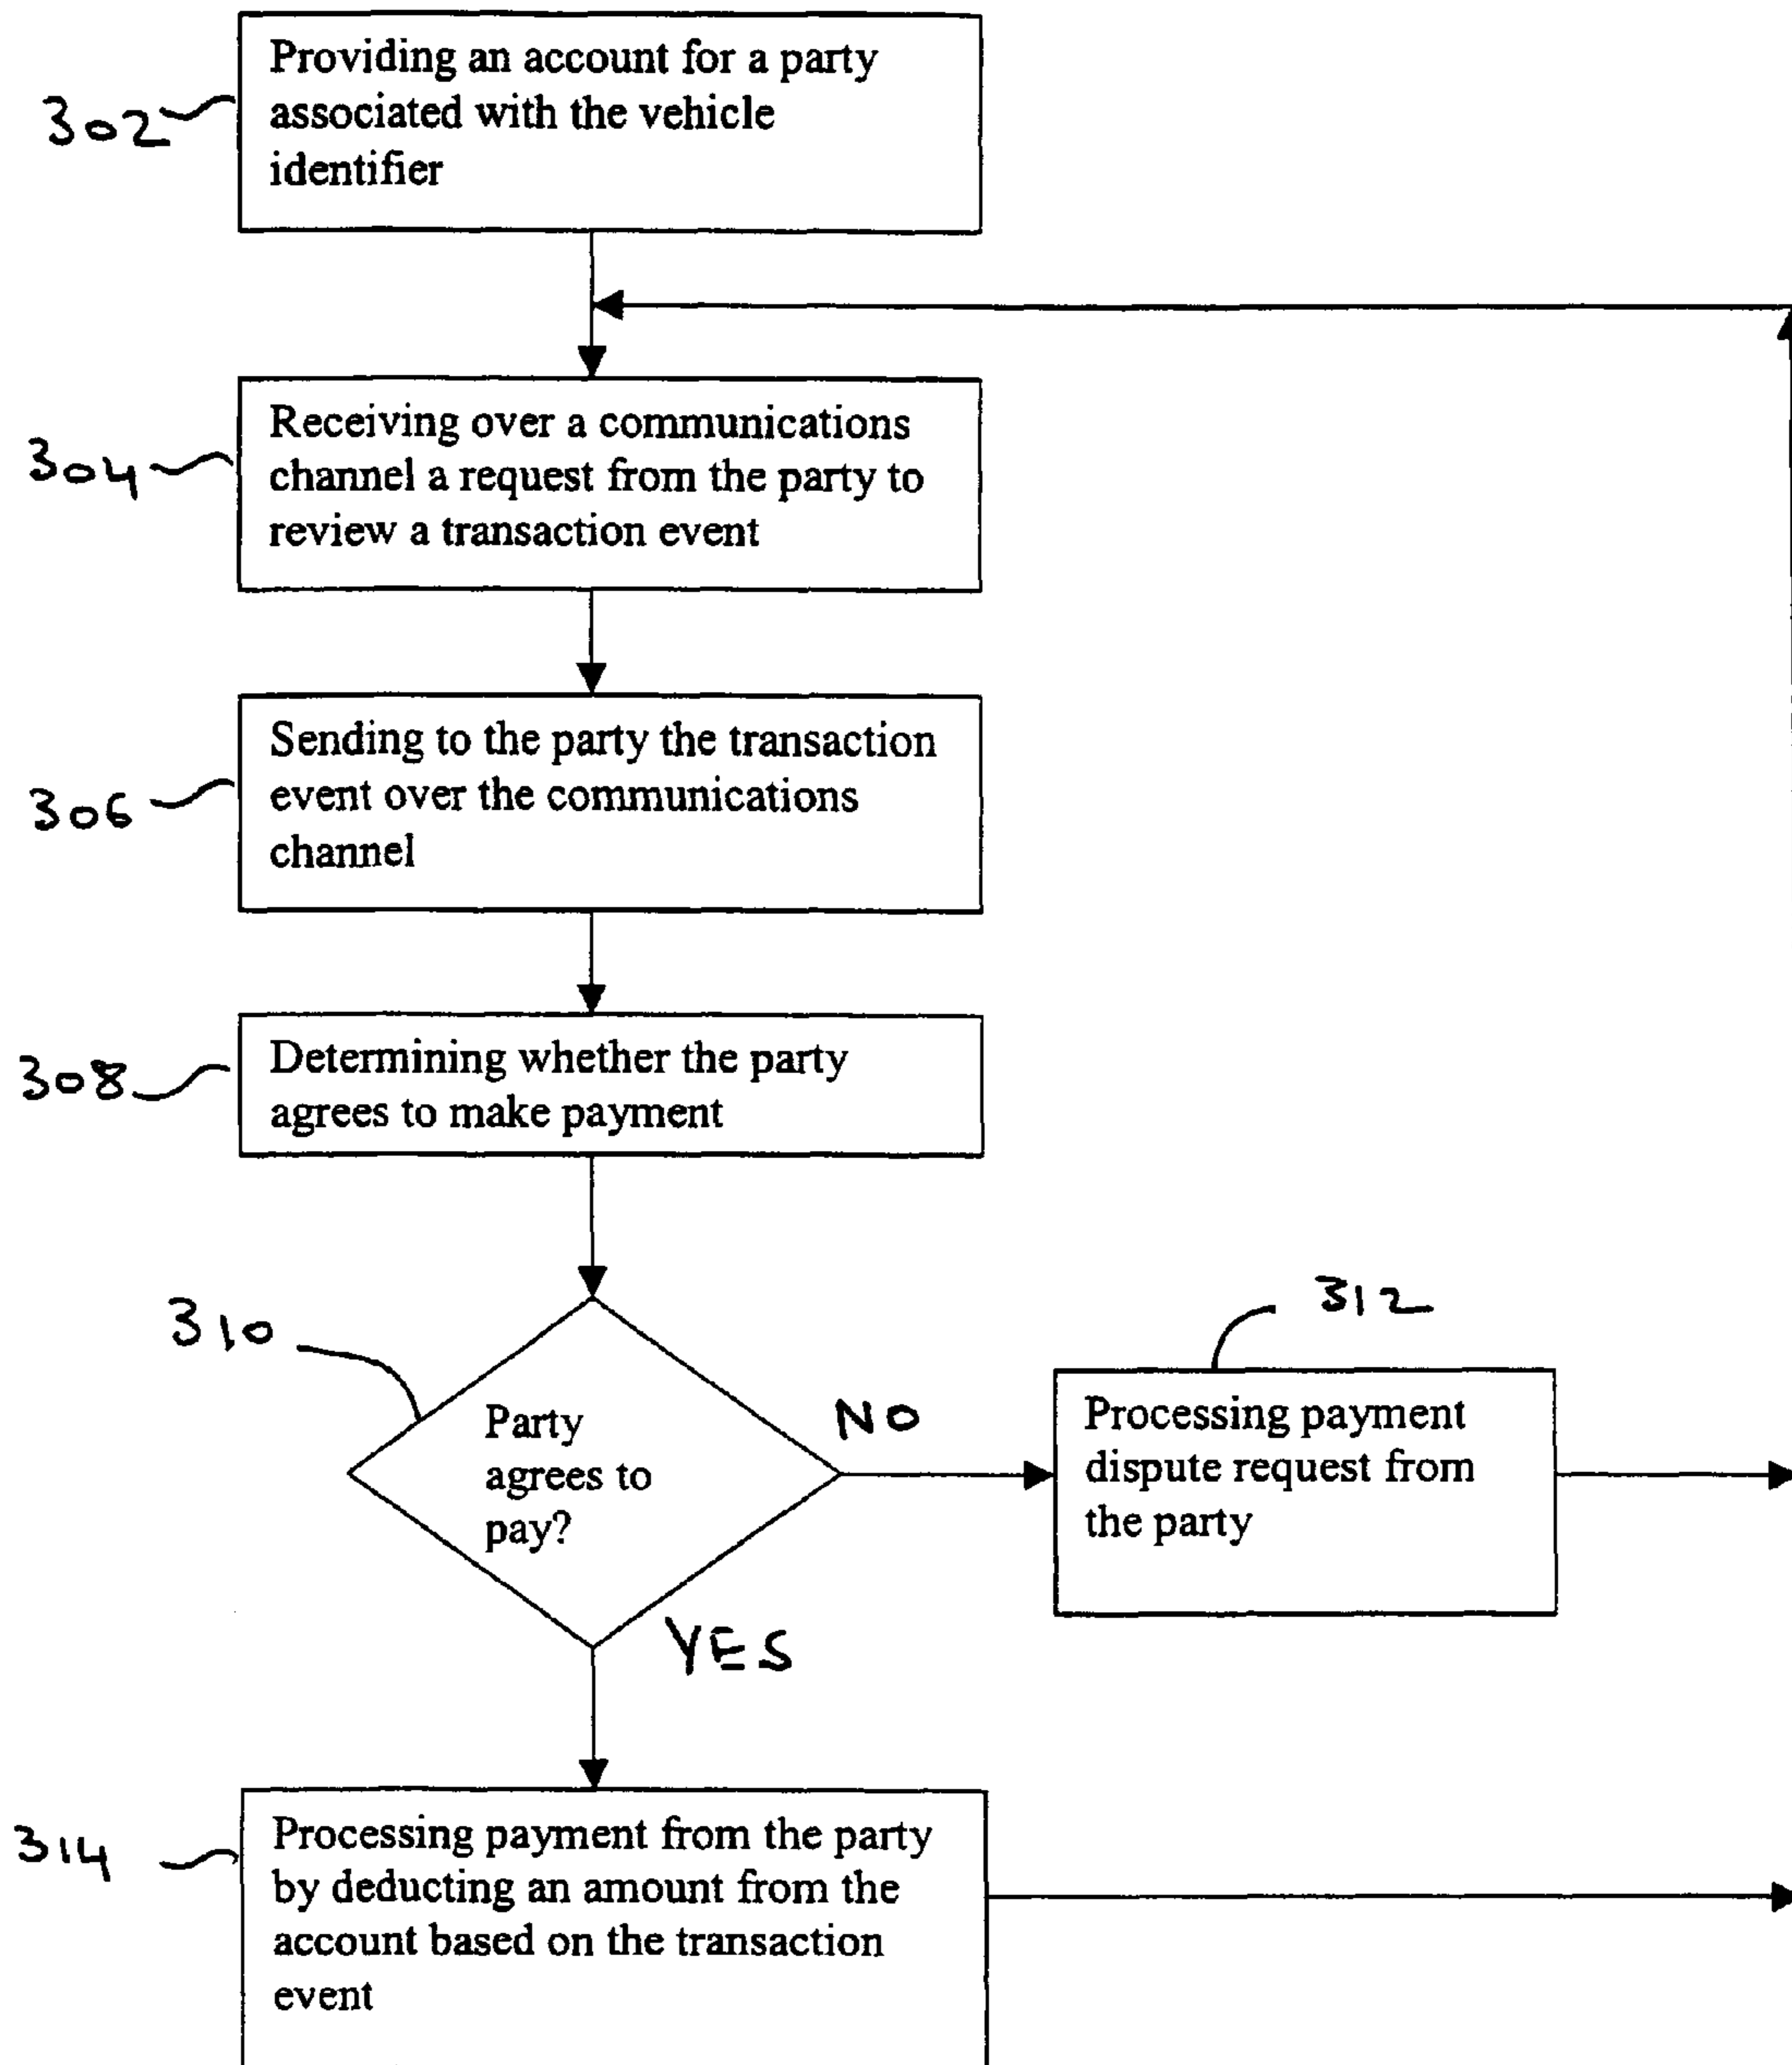 302
Providing an account for a party
associated with the vehicle
identifier
304
Receiving over a communications
channel a request from the party to
review a transaction event
306
Sending to the party the transaction
event over the communications
channel
308
Determining whether the party
agrees to make payment
310
Party
agrees to
pay?
NO
312
Processing payment
dispute request from
the party
YES
314
Processing payment from the party
by deducting an amount from the
account based on the transaction
event